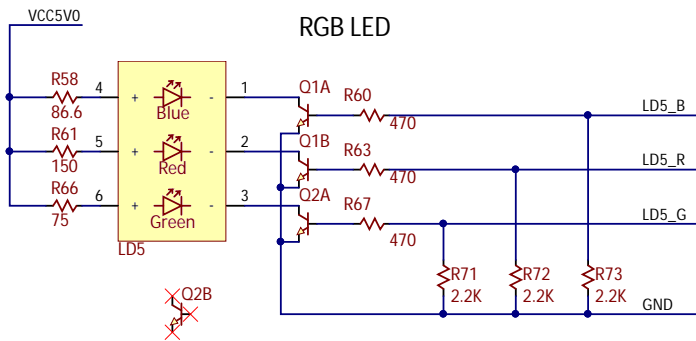 VCC5V0
RGB LED
R58
86.6
4
+
Blue
-
1
Q1A
R60
470
LD5_B
R61
150
5
+
Red
-
2
Q1B
R63
470
LD5_R
R66
75
6
+
Green
-
3
Q2A
R67
470
LD5_G
LD5
R71
2.2K
R72
2.2K
R73
2.2K
Q2B
GND